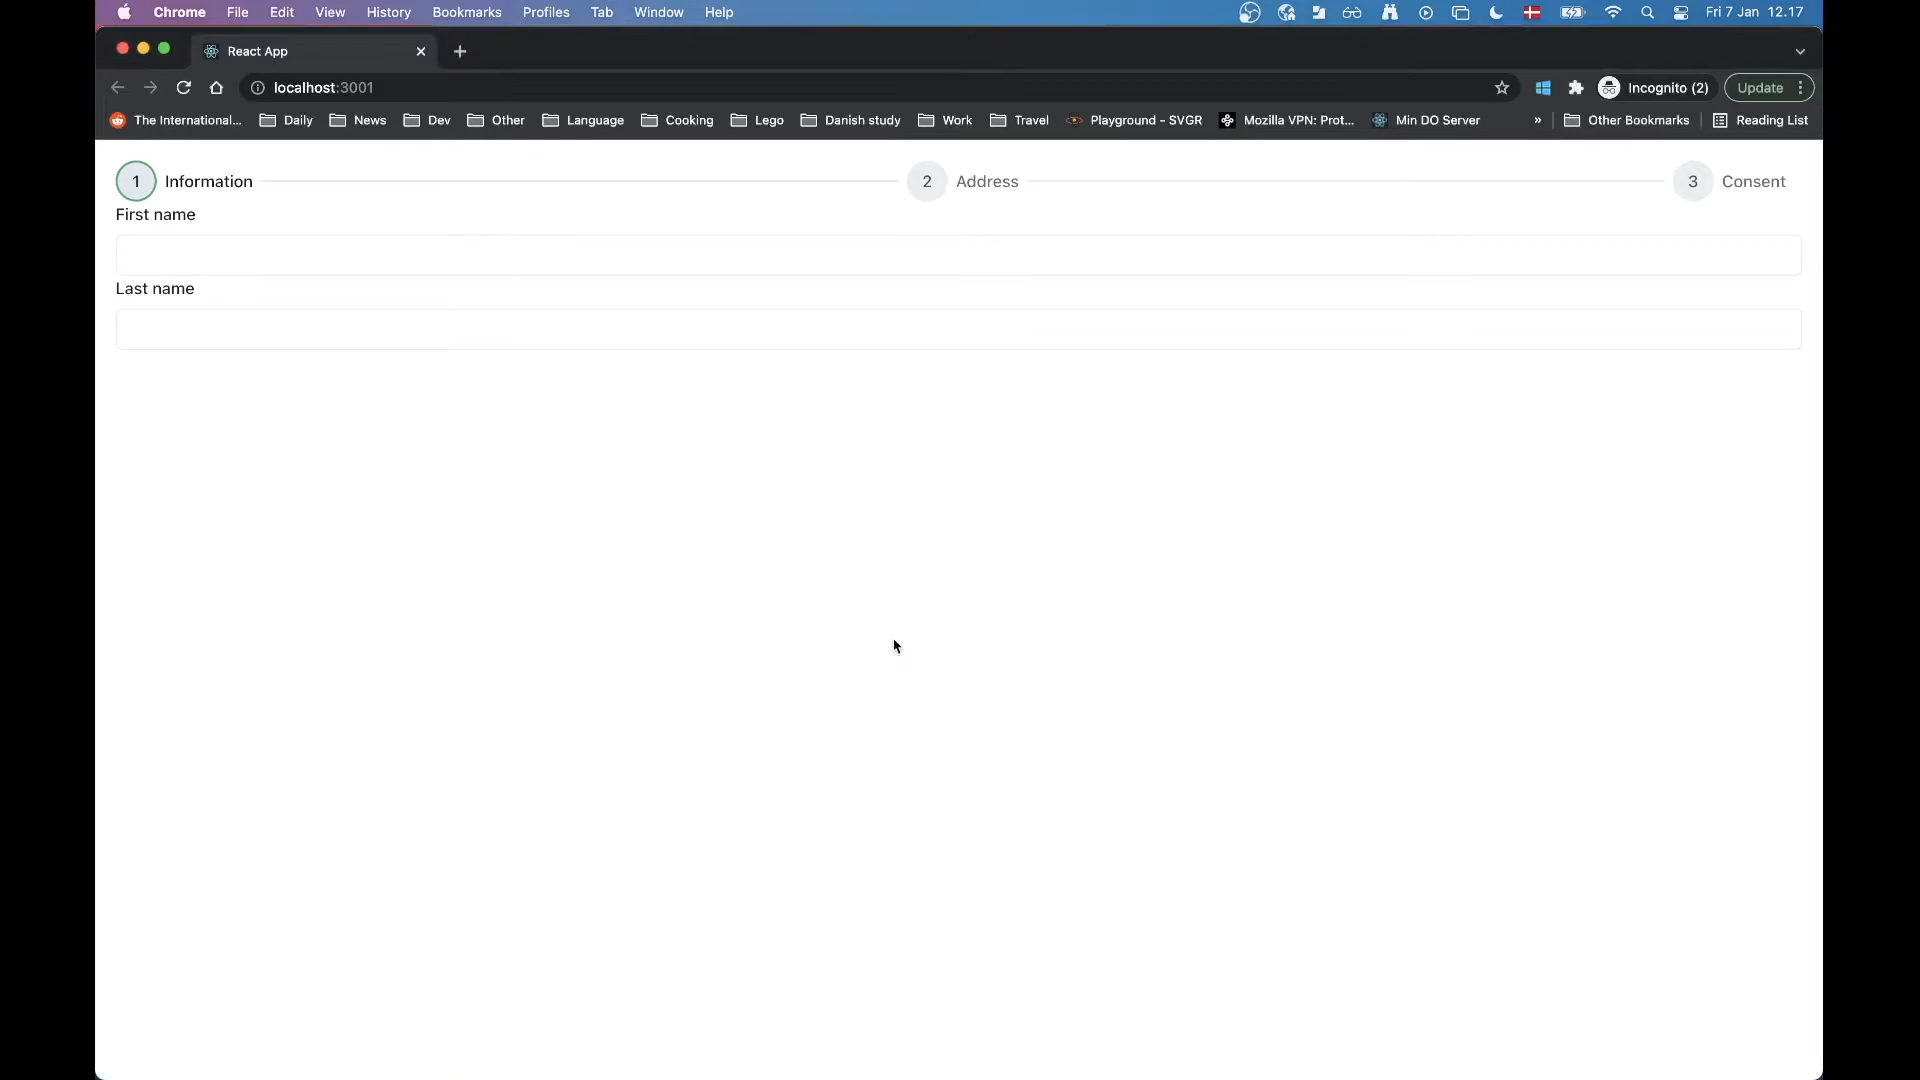 Chrome File Edit View History Bookmarks Profiles Tab Window Help Fri 7 Jan 12.17
React App
localhost:3001 Incognito (2) Update
The International... Daily News Dev Other Language Cooking Lego Danish study Work Travel Playground - SVGR Mozilla VPN: Prot... Min DO Server » Other Bookmarks Reading List
1 Information 2 Address 3 Consent
First name
Last name